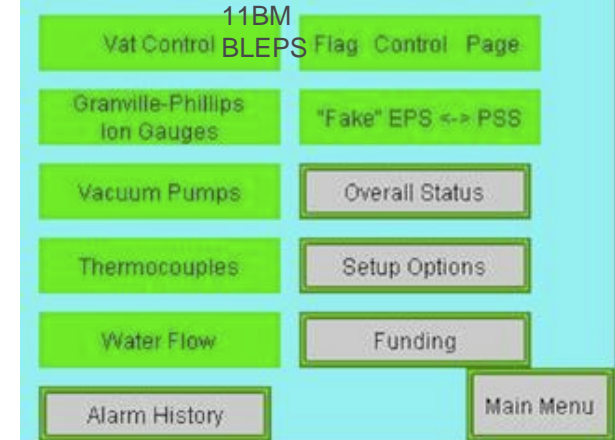 11BM
BLEPS
Vat Control
Flag Control Page
Granville-Phillips
Ion Gauges
"Fake" EPS <-> PSS
Vacuum Pumps
Overall Status
Thermocouples
Setup Options
Water Flow
Funding
Alarm History
Main Menu